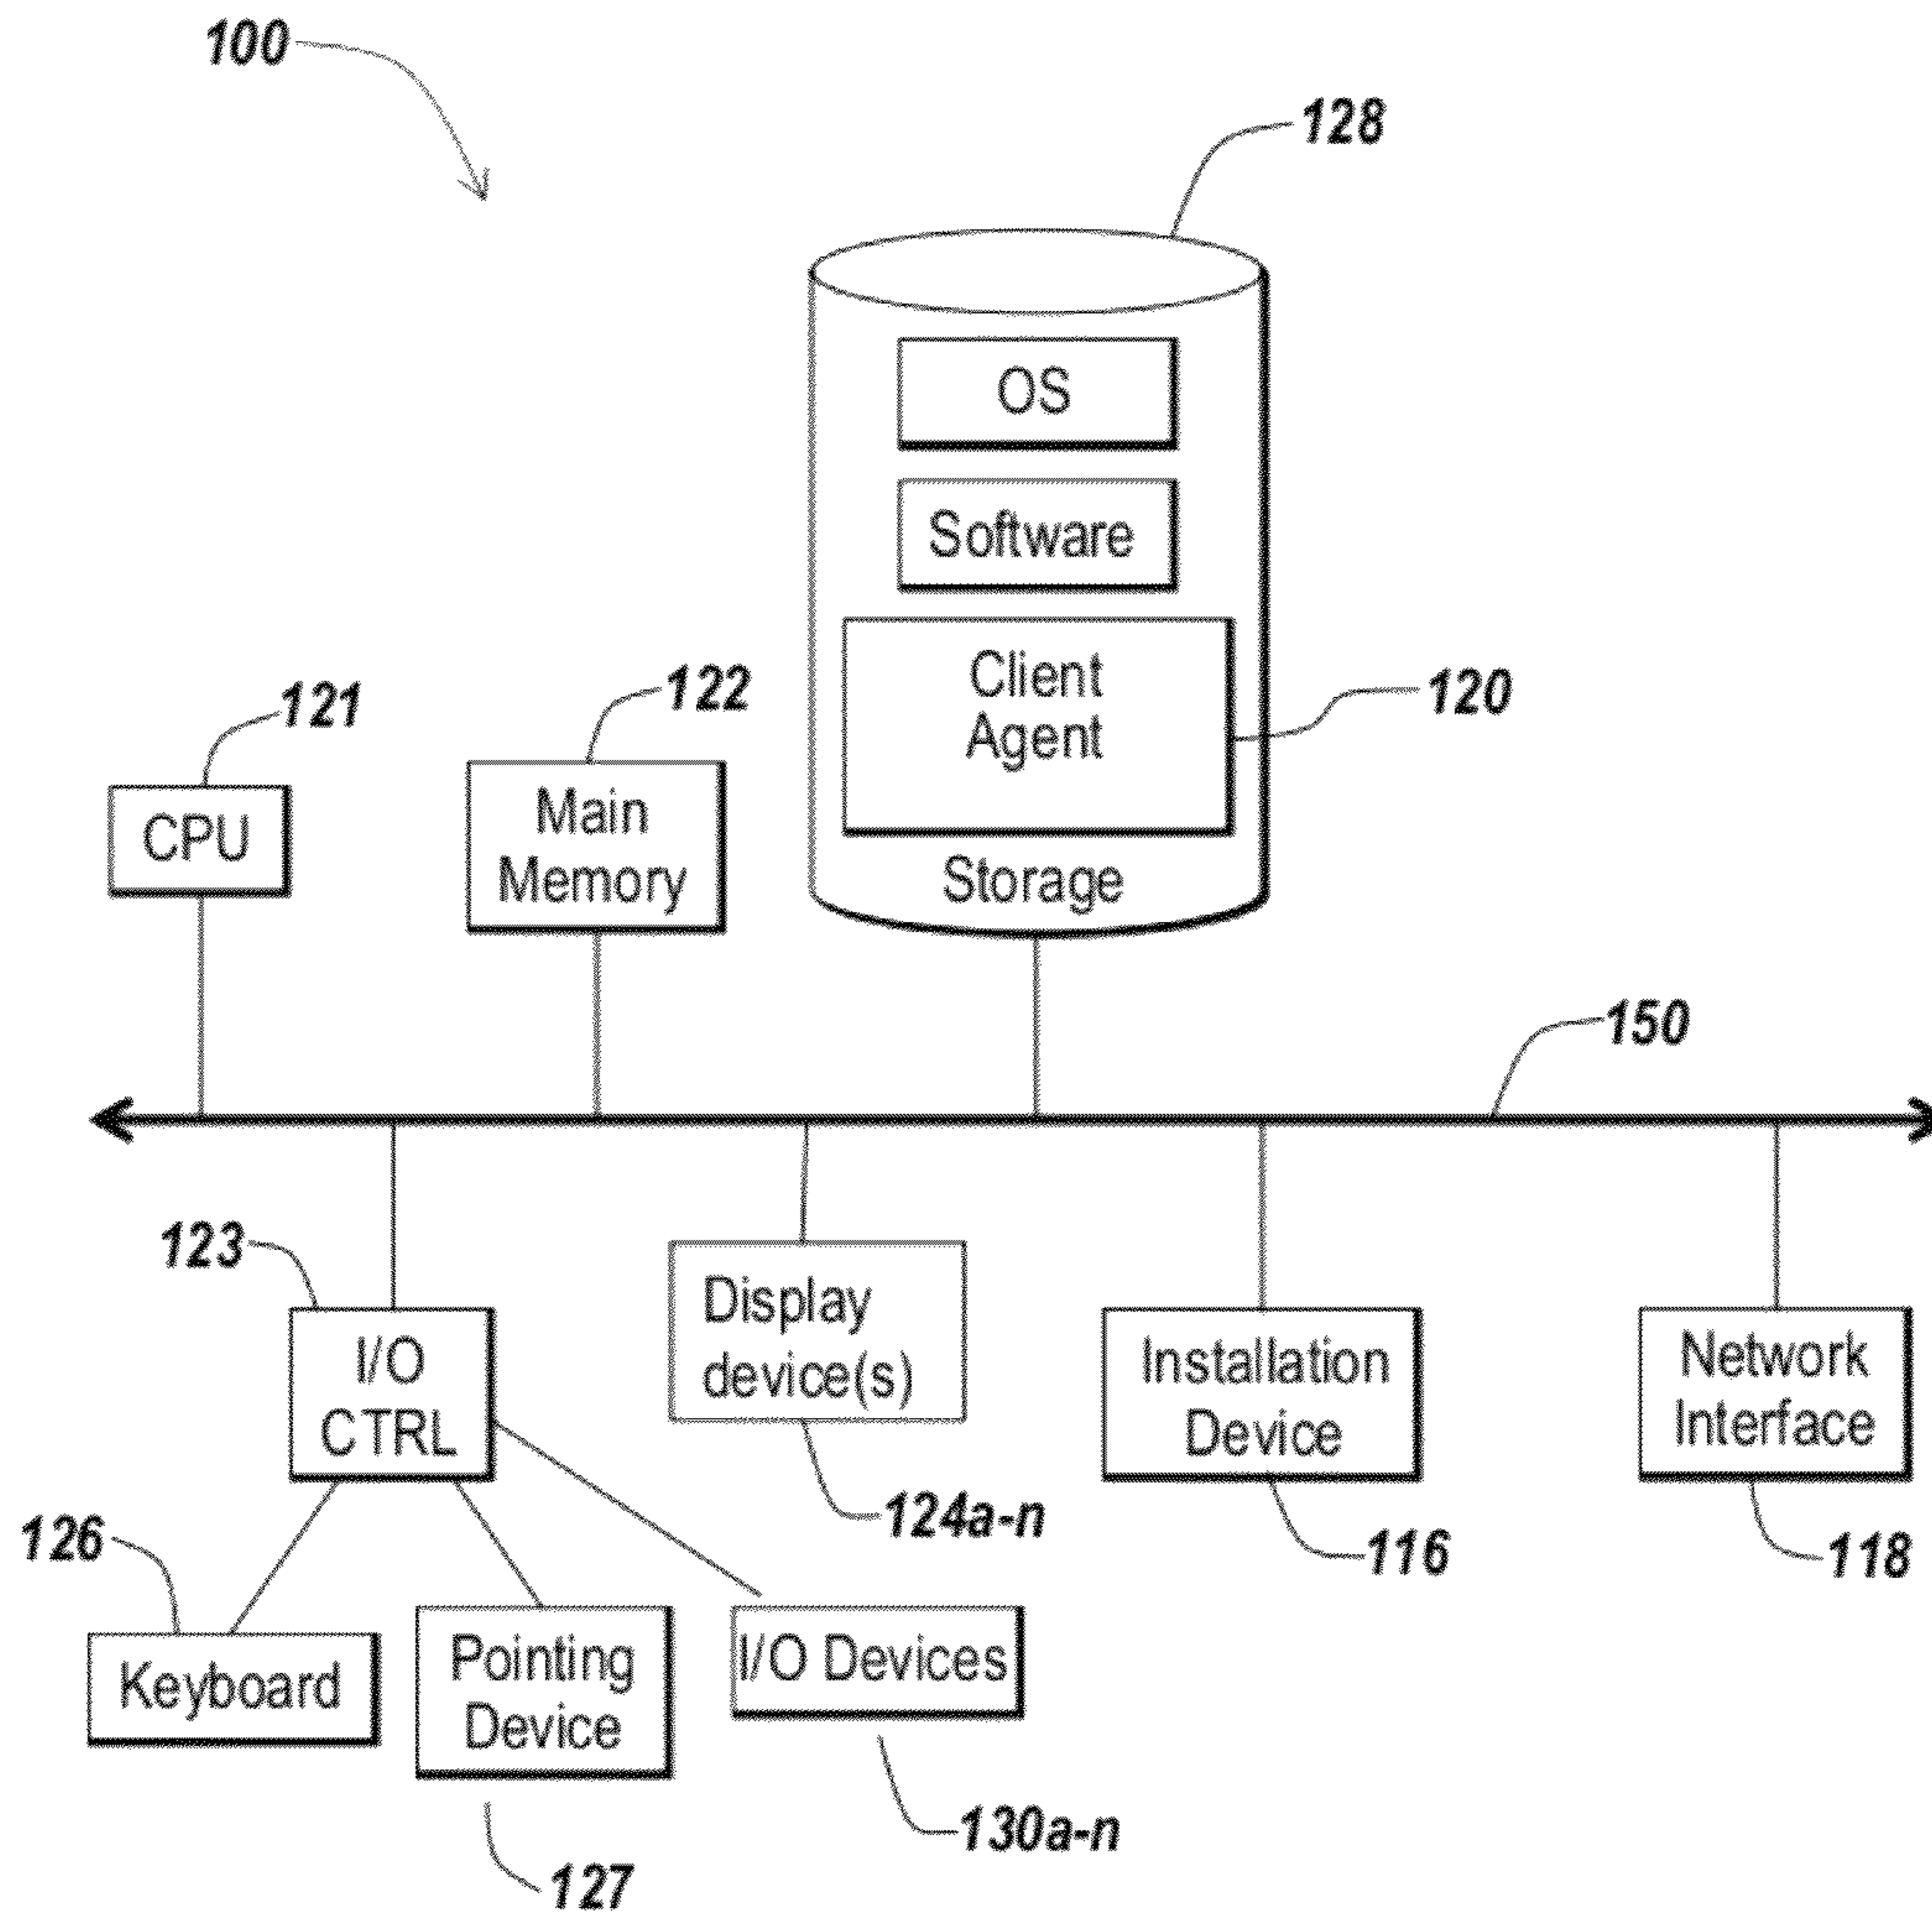 100
128
OS
Software
Client
Agent
120
Storage
121
122
CPU
Main
Memory
150
123
I/O
CTRL
Display
device(s)
Installation
Device
Network
Interface
124a-n
116
118
126
Keyboard
Pointing
Device
I/O Devices
130a-n
127